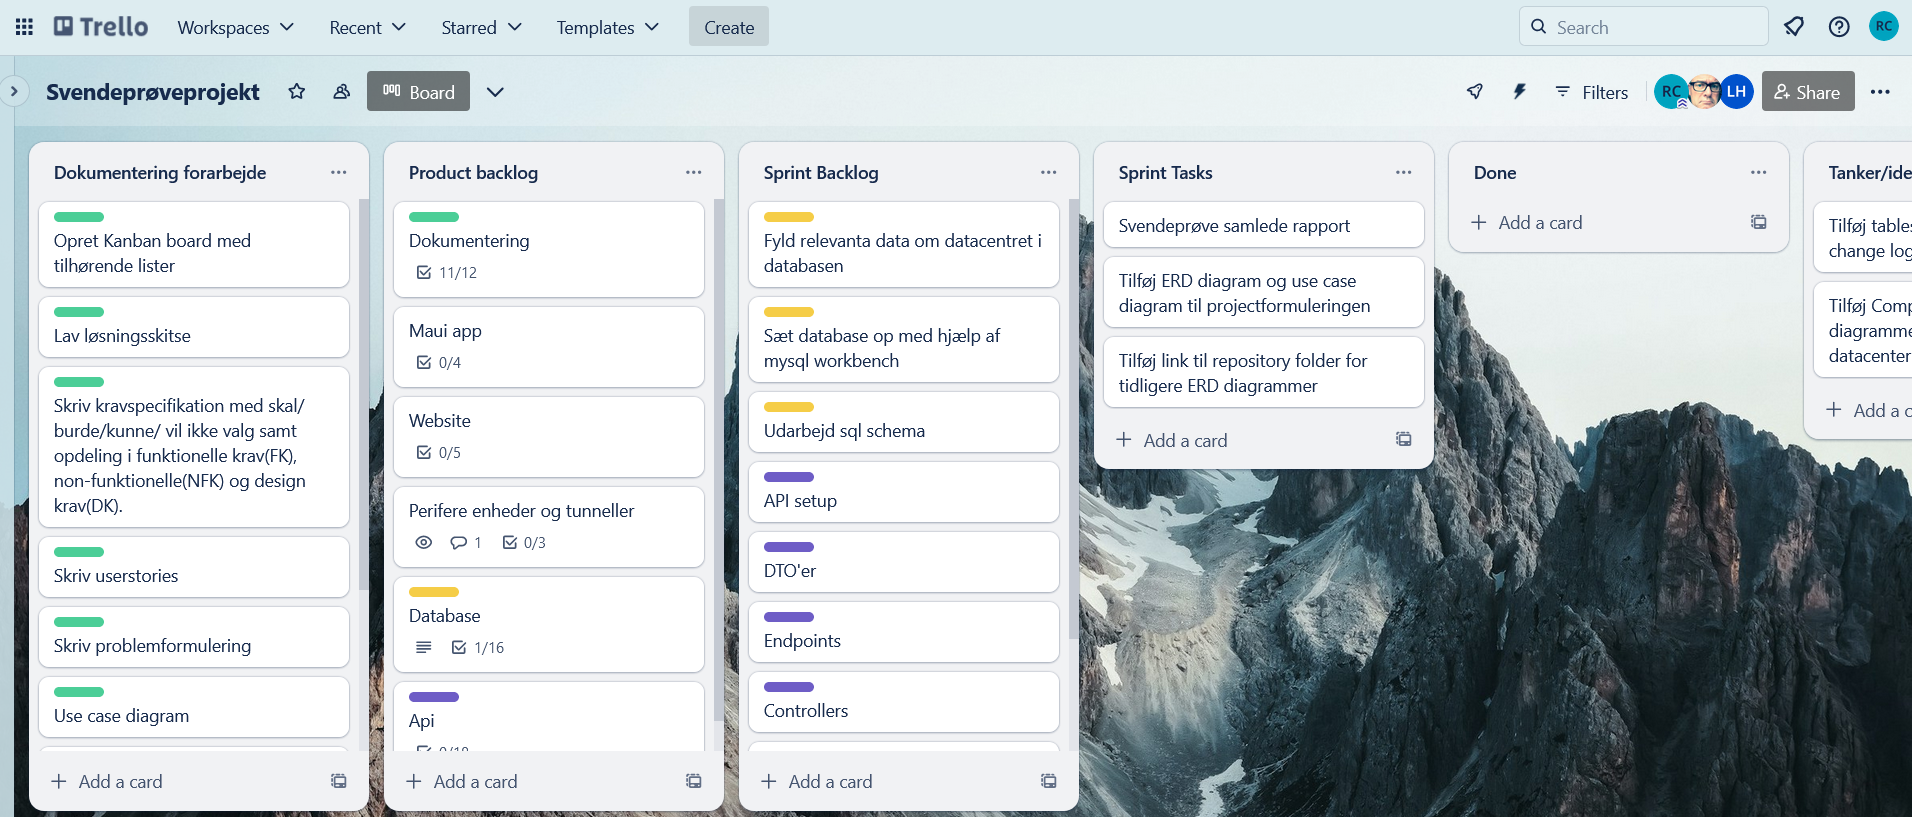 Trello
Workspaces
Recent
Starred
Templates
Create
Search
RC
Svendeprøveprojekt
Board
Filters
RC
LH
Share
Dokumentering forarbejde
Opret Kanban board med
tilhørende lister
Lav løsningsskitse
Skriv kravspecifikation med skal/
burde/kunne/ vil ikke valg samt
opdeling i funktionelle krav(FK),
non-funktionelle(NFK) og design
krav(DK).
Skriv userstories
Skriv problemformulering
Use case diagram
Add a card
Product backlog
Dokumentering
11/12
Maui app
0/4
Website
0/5
Perifere enheder og tunneller
1 0/3
Database
1/16
Api
Add a card
Sprint Backlog
Fyld relevanta data om datacentret i
databasen
Sæt database op med hjælp af
mysql workbench
Udarbejd sql schema
API setup
DTO'er
Endpoints
Controllers
Add a card
Sprint Tasks
Svendeprøve samlede rapport
Tilføj ERD diagram og use case
diagram til projectformuleringen
Tilføj link til repository folder for
tidligere ERD diagrammer
Add a card
Done
Add a card
Tanker/ide
Tilføj tables
change log
Tilføj Comp
diagramme
datacenter
Add a c